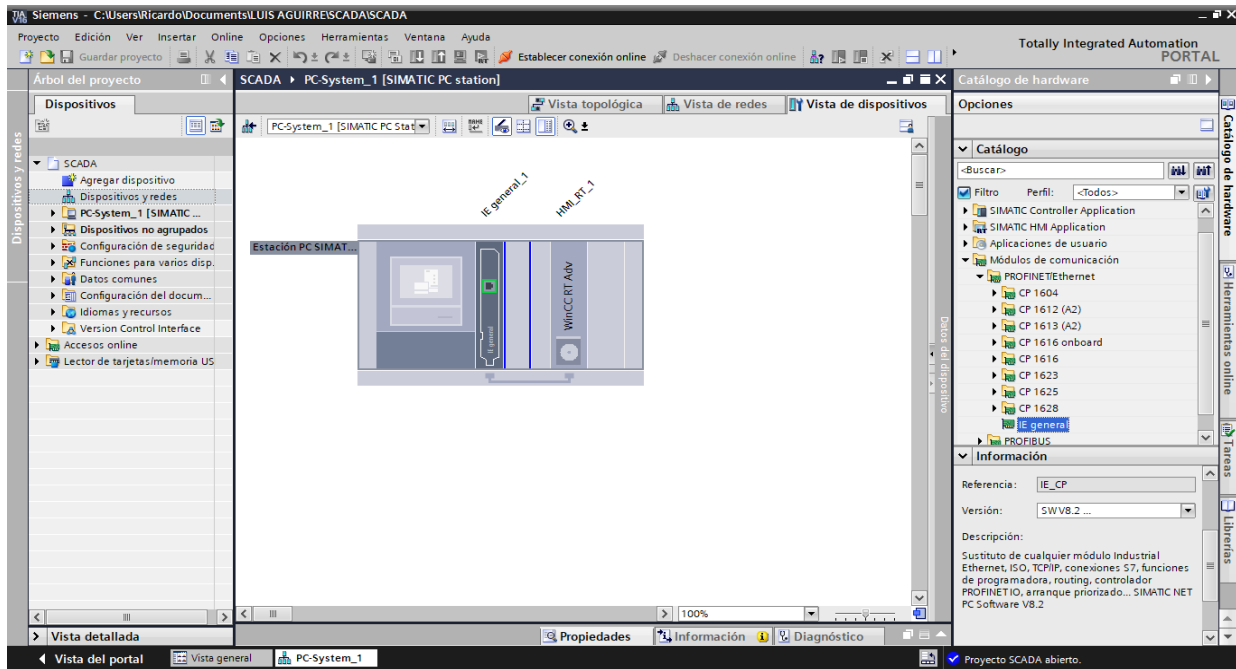 Siemens - C:\Users\Ricardo\Documents\LUIS AGUIRRE\SCADA\SCADA
Proyecto Edición Ver Insertar Online Opciones Herramientas Ventana Ayuda
Guardar proyecto Establecer conexión online Deshacer conexión online
Totally Integrated Automation
PORTAL
Árbol del proyecto
SCADA PC-System_1 [SIMATIC PC station]
Catálogo de hardware
Dispositivos
Vista topológica Vista de redes Vista de dispositivos
Opciones
PC-System_1 [SIMATIC PC Stat
Dispositivos y redes
SCADA
Agregar dispositivo
Dispositivos y redes
PC-System_1 [SIMATIC ...
Dispositivos no agrupados
Configuración de seguridad
Funciones para varios disp.
Datos comunes
Configuración del docum...
Idiomas y recursos
Version Control Interface
Accesos online
Lector de tarjetas/memoria US
IE general_1
HMI_RT_1
Estación PC SIMAT...
IE general
WinCC RT Adv
Datos del dispositivo
Catálogo
<Buscar>
Filtro Perfil: <Todos>
SIMATIC Controller Application
SIMATIC HMI Application
Aplicaciones de usuario
Módulos de comunicación
PROFINET/Ethernet
CP 1604
CP 1612 (A2)
CP 1613 (A2)
CP 1616 onboard
CP 1616
CP 1623
CP 1625
CP 1628
IE general
PROFIBUS
Información
Referencia: IE_CP
Versión: SW V8.2 ...
Descripción:
Sustituto de cualquier módulo Industrial
Ethernet, ISO, TCP/IP, conexiones S7, funciones
de programadora, routing, controlador
PROFINET IO, arranque priorizado... SIMATIC NET
PC Software V8.2
Catálogo de hardware
Herramientas online
Tareas
Librerías
100%
Vista detallada
Propiedades Información Diagnóstico
Vista del portal Vista general PC-System_1
Proyecto SCADA abierto.